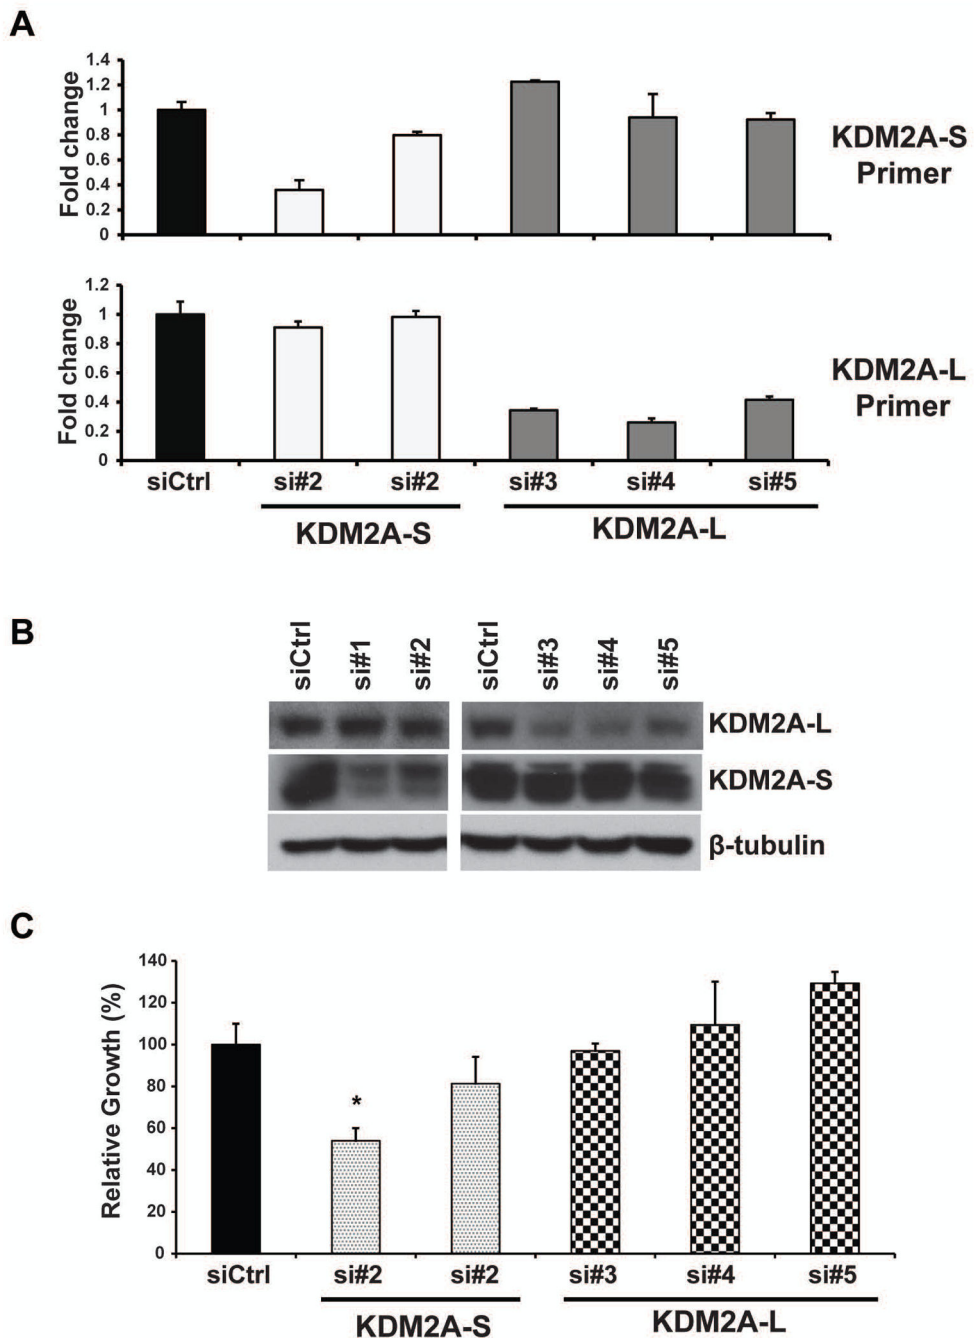 A
1.4
1.2
1
0.8
0.6
0.4
0.2
0
Fold change
KDM2A-S
Primer
1.2
1
0.8
0.6
0.4
0.2
0
Fold change
KDM2A-L
Primer
siCtrl si#2 si#2 si#3 si#4 si#5
KDM2A-S KDM2A-L
B
siCtrl si#1 si#2 siCtrl si#3 si#4 si#5
KDM2A-L
KDM2A-S
β-tubulin
C
140
120
100
80
60
40
20
0
Relative Growth (%)
*
siCtrl si#2 si#2 si#3 si#4 si#5
KDM2A-S KDM2A-L